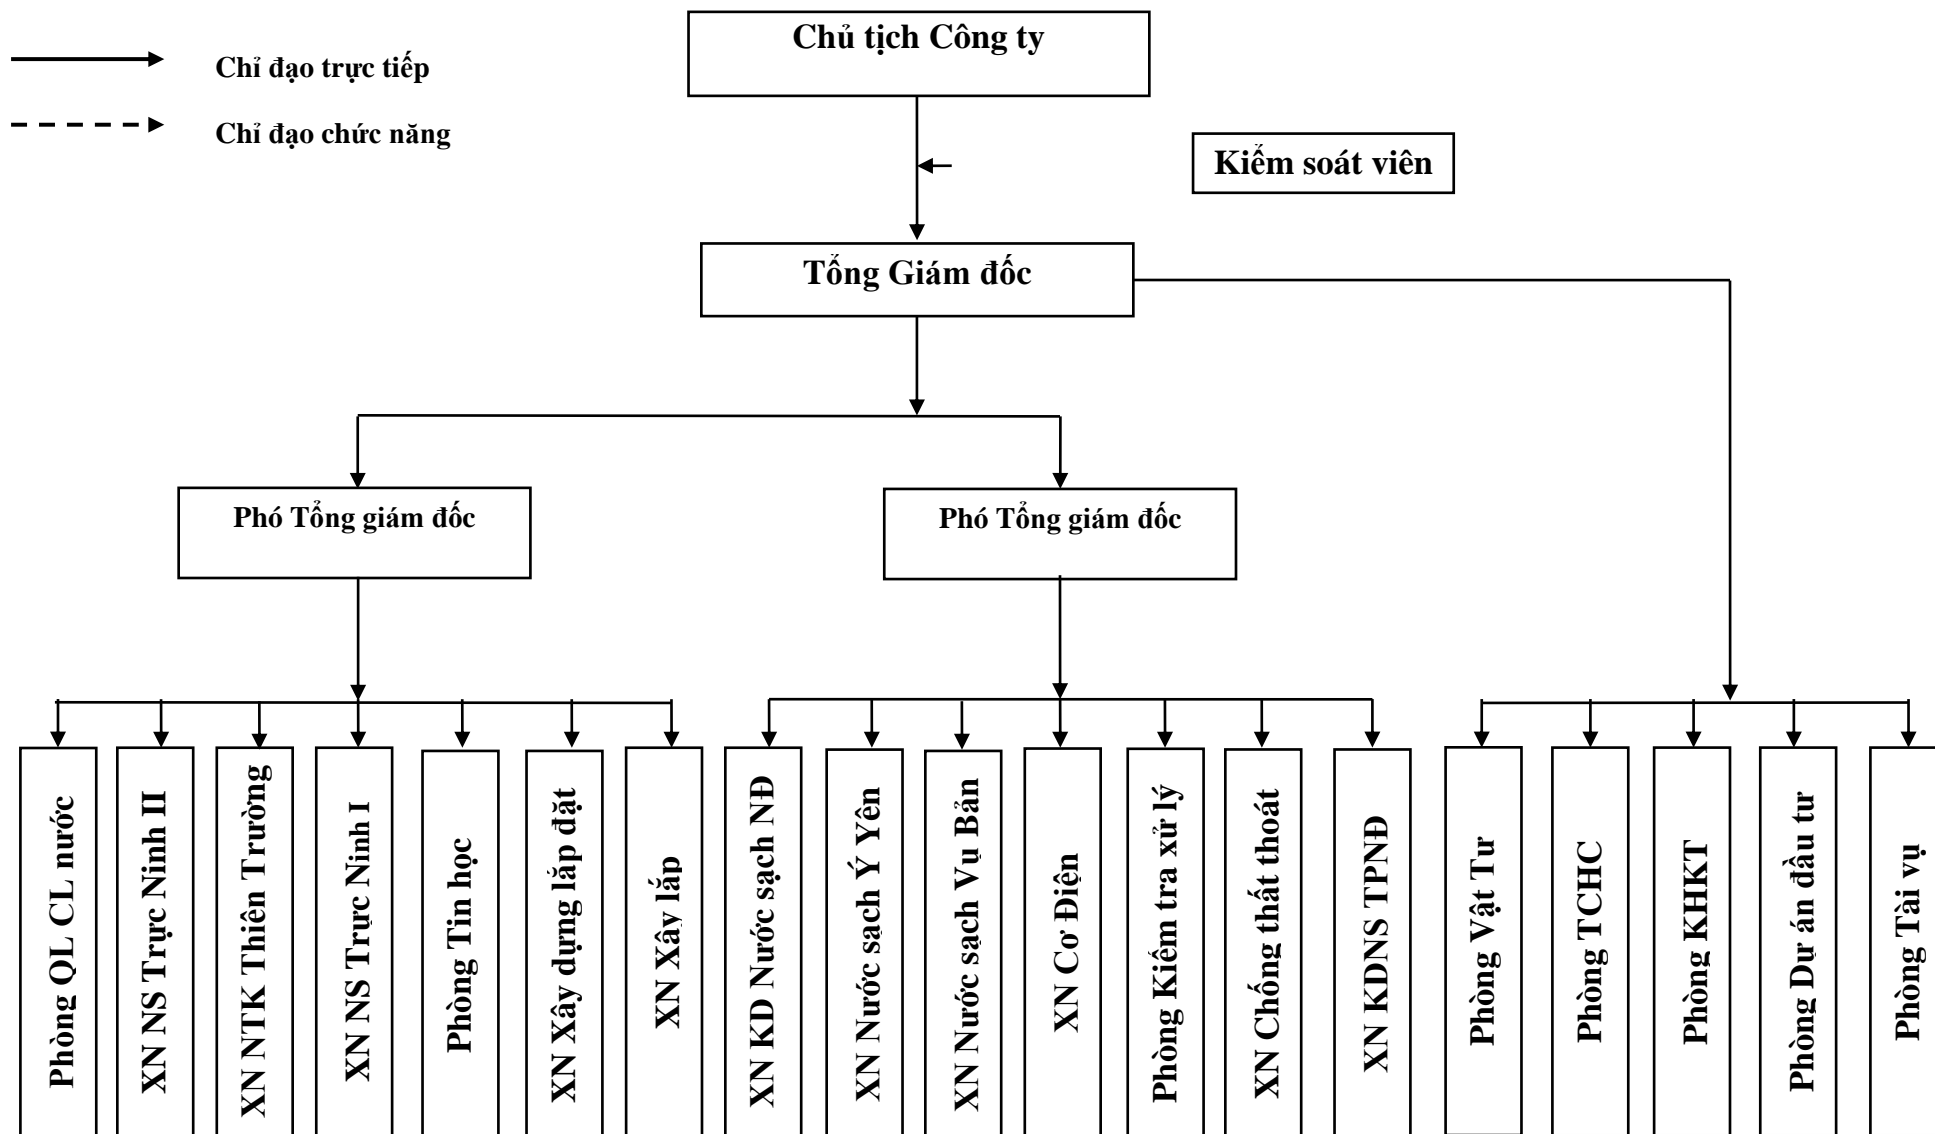 Chủ tịch Công ty
Chỉ đạo trực tiếp
Chỉ đạo chức năng
Kiểm soát viên
Tổng Giám đốc
Phó Tổng giám đốc
Phó Tổng giám đốc
Phòng QL CL nước
XN NS Trực Ninh II
XN NTK Thiên Trường
XN NS Trực Ninh I
Phòng Tin học
XN Xây dựng lắp đặt
XN Xây lắp
XN KD Nước sạch NĐ
XN Nước sạch Ý Yên
XN Nước sạch Vụ Bản
XN Cơ Điện
Phòng Kiểm tra xử lý
XN Chống thất thoát
XN KDNS TPNĐ
Phòng Vật Tư
Phòng TCHC
Phòng KHKT
Phòng Dự án đầu tư
Phòng Tài vụ